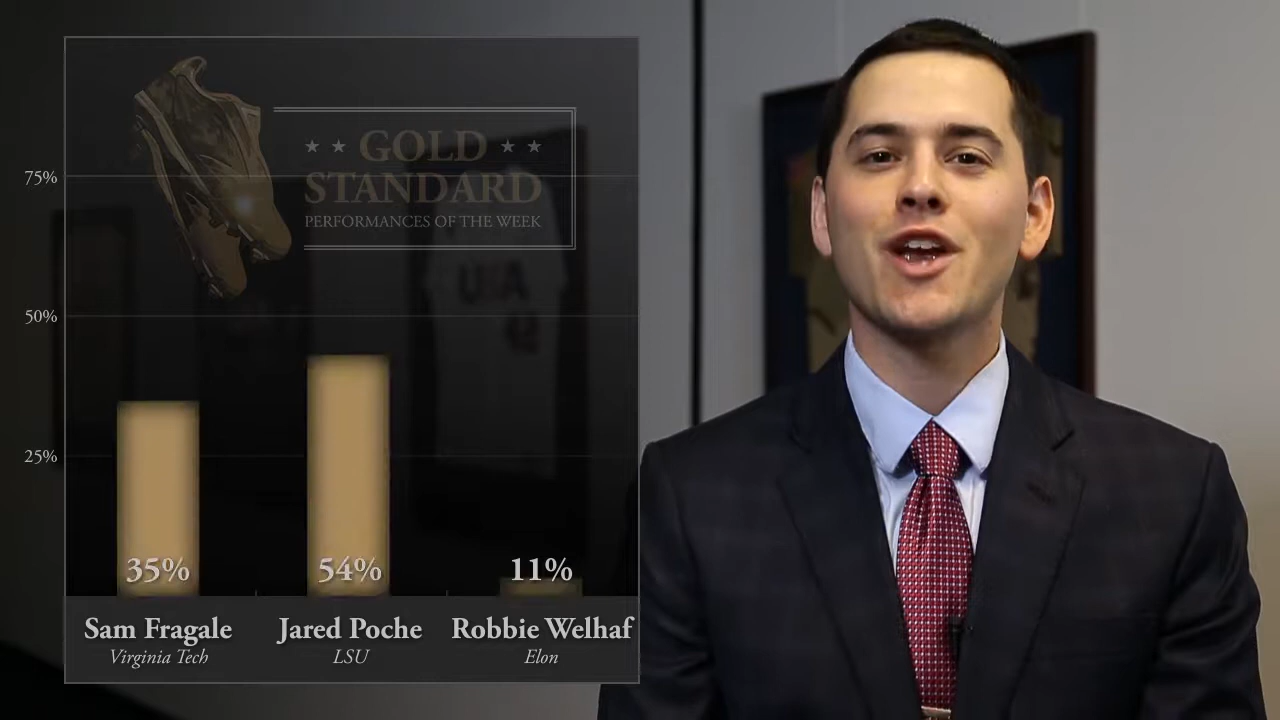 GOLD
STANDARD
PERFORMANCES OF THE WEEK
75%
50%
25%
35% 54% 11%
Sam Fragale Jared Poche Robbie Welhaf
Virginia Tech LSU Elon